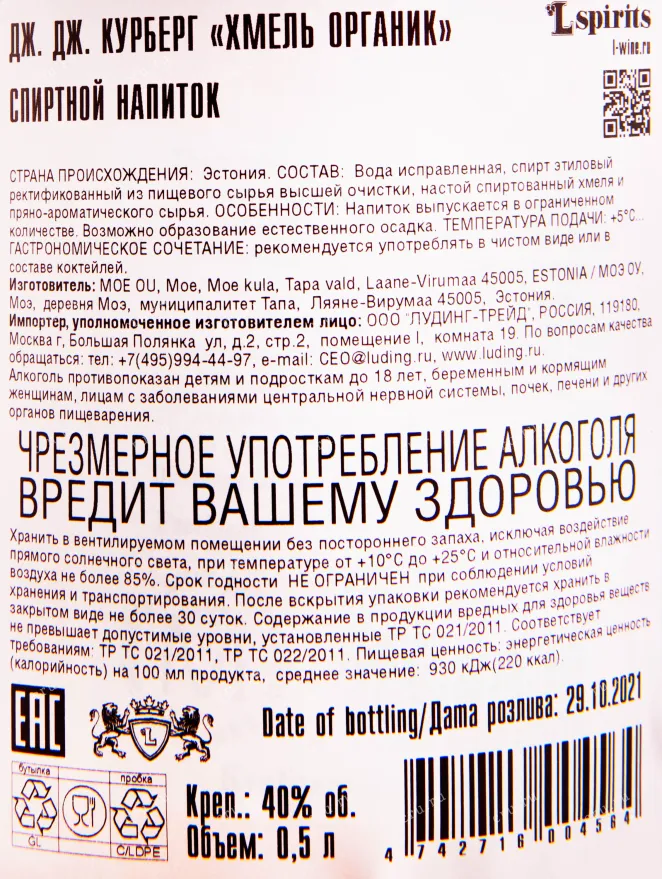 ДЖ. ДЖ. КУРБЕРГ «ХМЕЛЬ ОРГАНИК»
L spirits
l-wine.ru
СПИРТНОЙ НАПИТОК
СТРАНА ПРОИСХОЖДЕНИЯ: Эстония. СОСТАВ: Вода исправленная, спирт этиловый
ректификованный из пищевого сырья высшей очистки, настой спиртованный хмеля и
пряно-ароматического сырья. ОСОБЕННОСТИ: Напиток выпускается в ограниченном
количестве. Возможно образование естественного осадка. ТЕМПЕРАТУРА ПОДАЧИ: +5°C...
ГАСТРОНОМИЧЕСКОЕ СОЧЕТАНИЕ: рекомендуется употреблять в чистом виде или в
составе коктейлей.
Изготовитель: MOE OU, Moe, Moe kula, Tapa vald, Laane-Virumaa 45005, ESTONIA / МОЭ ОУ,
Моэ, деревня Моэ, муниципалитет Тапа, Ляяне-Вирумаа 45005, Эстония.
Импортер, уполномоченное изготовителем лицо: ООО "ЛУДИНГ-ТРЕЙД", РОССИЯ, 119180,
Москва г, Большая Полянка ул, д.2, стр.2, помещение I, комната 19. По вопросам качества
обращаться: тел: +7(495)994-44-97, e-mail: CEO@luding.ru, www.luding.ru.
Алкоголь противопоказан детям и подросткам до 18 лет, беременным и кормящим
женщинам, лицам с заболеваниями центральной нервной системы, почек, печени и других
органов пищеварения.
ЧРЕЗМЕРНОЕ УПОТРЕБЛЕНИЕ АЛКОГОЛЯ
ВРЕДИТ ВАШЕМУ ЗДОРОВЬЮ
Хранить в вентилируемом помещении без постороннего запаха, исключая воздействие
прямого солнечного света, при температуре от +10°C до +25°C и относительной влажности
воздуха не более 85%. Срок годности НЕ ОГРАНИЧЕН при соблюдении условий
хранения и транспортирования. После вскрытия упаковки рекомендуется хранить в
закрытом виде не более 30 суток. Содержание в продукции вредных для здоровья веществ
не превышает допустимые уровни, установленные ТР ТС 021/2011. Соответствует
требованиям: ТР ТС 021/2011, ТР ТС 022/2011. Пищевая ценность: энергетическая ценность
(калорийность) на 100 мл продукта, среднее значение: 930 кДж(220 ккал).
EAC
L
Date of bottling/Дата розлива: 29.10.2021
бутылка
пробка
GL
C/LDPE
Креп.: 40% об.
Объем: 0,5 л
4 742716 004564